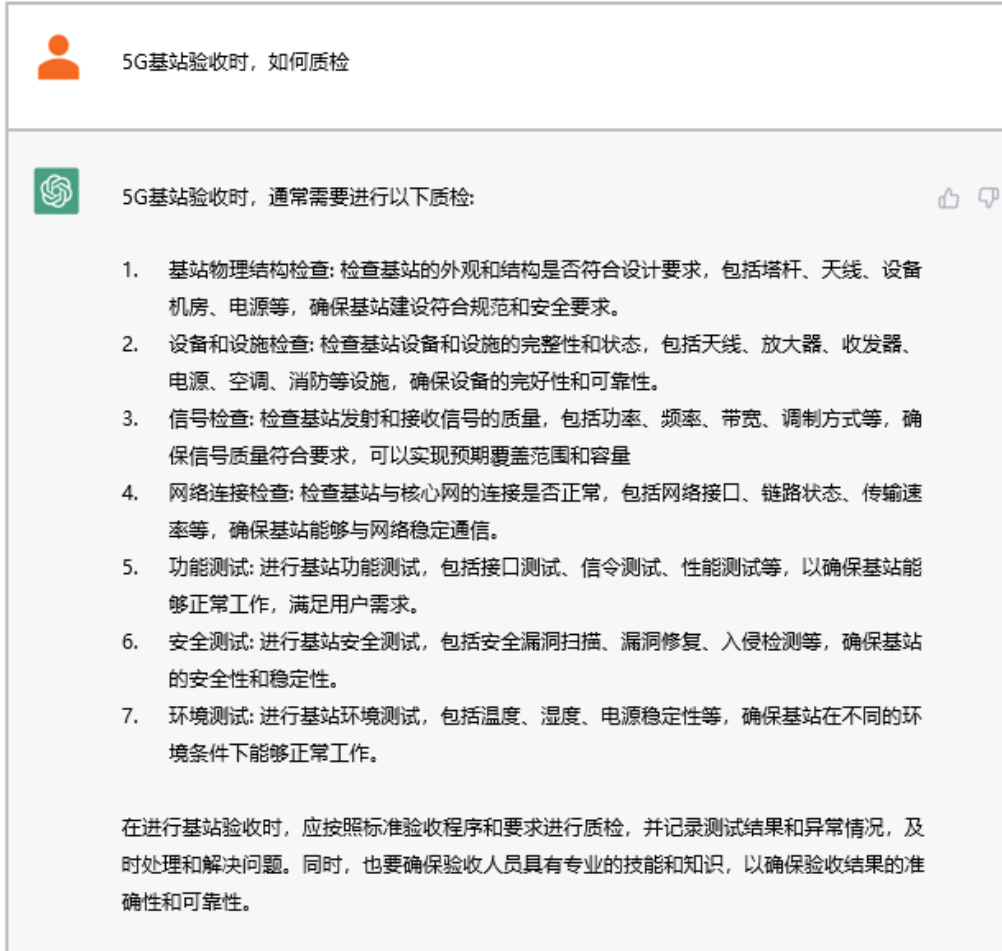 5G基站验收时，如何质检
5G基站验收时，通常需要进行以下质检:
1. 基站物理结构检查: 检查基站的外观和结构是否符合设计要求，包括塔杆、天线、设备
机房、电源等，确保基站建设符合规范和安全要求。
2. 设备和设施检查: 检查基站设备和设施的完整性和状态，包括天线、放大器、收发器、
电源、空调、消防等设施，确保设备的完好性和可靠性。
3. 信号检查: 检查基站发射和接收信号的质量，包括功率、频率、带宽、调制方式等，确
保信号质量符合要求，可以实现预期覆盖范围和容量
4. 网络连接检查: 检查基站与核心网的连接是否正常，包括网络接口、链路状态、传输速
率等，确保基站能够与网络稳定通信。
5. 功能测试: 进行基站功能测试，包括接口测试、信令测试、性能测试等，以确保基站能
够正常工作，满足用户需求。
6. 安全测试: 进行基站安全测试，包括安全漏洞扫描、漏洞修复、入侵检测等，确保基站
的安全性和稳定性。
7. 环境测试: 进行基站环境测试，包括温度、湿度、电源稳定性等，确保基站在不同的环
境条件下能够正常工作。
在进行基站验收时，应按照标准验收程序和要求进行质检，并记录测试结果和异常情况，及
时处理和解决问题。同时，也要确保验收人员具有专业的技能和知识，以确保验收结果的准
确性和可靠性。